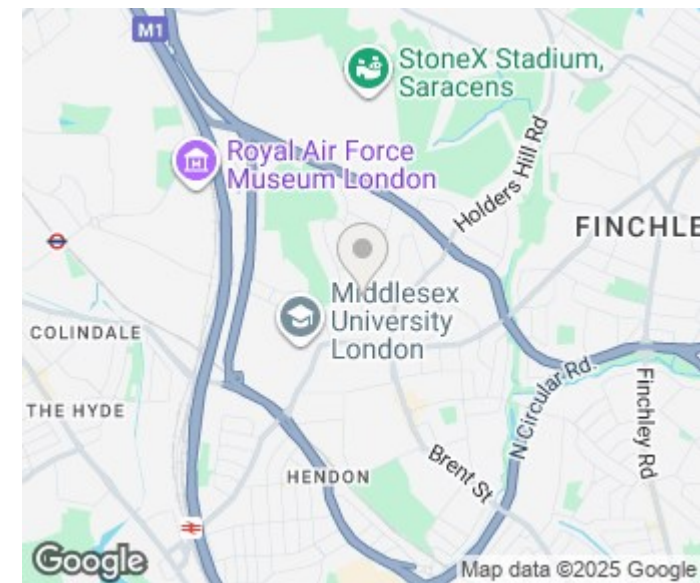 M1
StoneX Stadium,
Saracens
Royal Air Force
Museum London
Holders Hill Rd
FINCHLE
Middlesex
University
London
COLINDALE
N Circular Rd.
THE HYDE
Finchley Rd
Brent St
HENDON
Google
Map data ©2025 Google